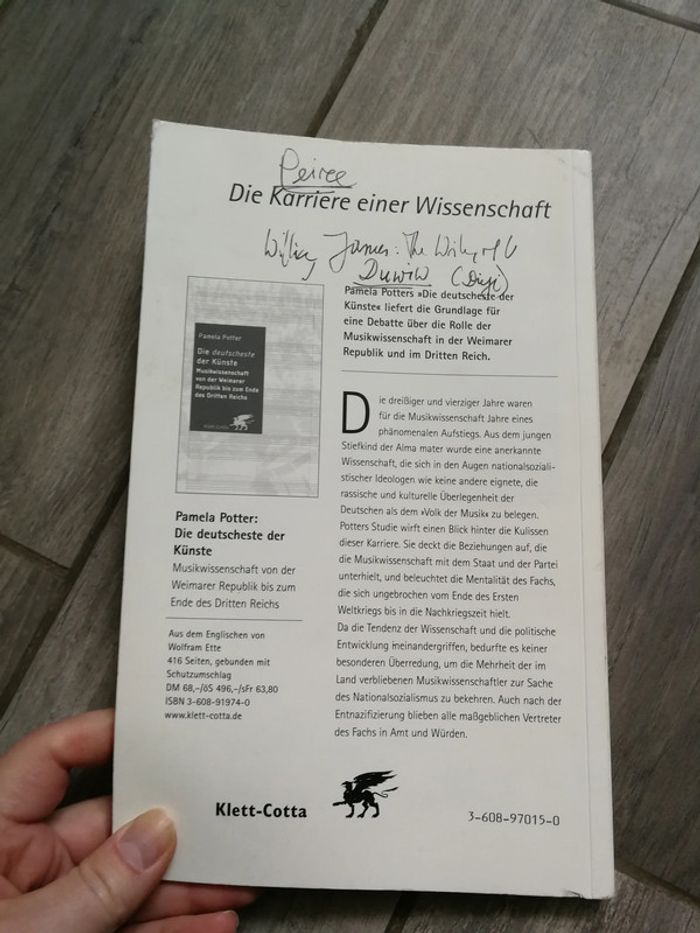 Peirce
Die Karriere einer Wissenschaft
James: The
Pamela Potter
Die deutscheste
der Künste
Musikwissenschaft
von der Weimarer
Republik bis zum Ende
des Dritten Reichs
KLETT-COTTA
Pamela Potters »Die deutscheste der
Künste« liefert die Grundlage für
eine Debatte über die Rolle der
Musikwissenschaft in der Weimarer
Republik und im Dritten Reich.
Pamela Potter:
Die deutscheste der
Künste
Musikwissenschaft von der
Weimarer Republik bis zum
Ende des Dritten Reichs
Aus dem Englischen von
Wolfram Ette
416 Seiten, gebunden mit
Schutzumschlag
DM 68,–/öS 496,–/sFr 63,80
ISBN 3-608-91974-0
www.klett-cotta.de
Die dreißiger und vierziger Jahre waren
für die Musikwissenschaft Jahre eines
phänomenalen Aufstiegs. Aus dem jungen
Stiefkind der Alma mater wurde eine anerkannte
Wissenschaft, die sich in den Augen nationalsoziali-
stischer Ideologen wie keine andere eignete, die
rassische und kulturelle Überlegenheit der
Deutschen als dem »Volk der Musik« zu belegen.
Potters Studie wirft einen Blick hinter die Kulissen
dieser Karriere. Sie deckt die Beziehungen auf, die
die Musikwissenschaft mit dem Staat und der Partei
unterhielt, und beleuchtet die Mentalität des Fachs,
die sich ungebrochen vom Ende des Ersten
Weltkriegs bis in die Nachkriegszeit hielt.
Da die Tendenz der Wissenschaft und die politische
Entwicklung ineinandergriffen, bedurfte es keiner
besonderen Überredung, um die Mehrheit der im
Land verbliebenen Musikwissenschaftler zur Sache
des Nationalsozialismus zu bekehren. Auch nach der
Entnazifizierung blieben alle maßgeblichen Vertreter
des Fachs in Amt und Würden.
Klett-Cotta
3-608-97015-0